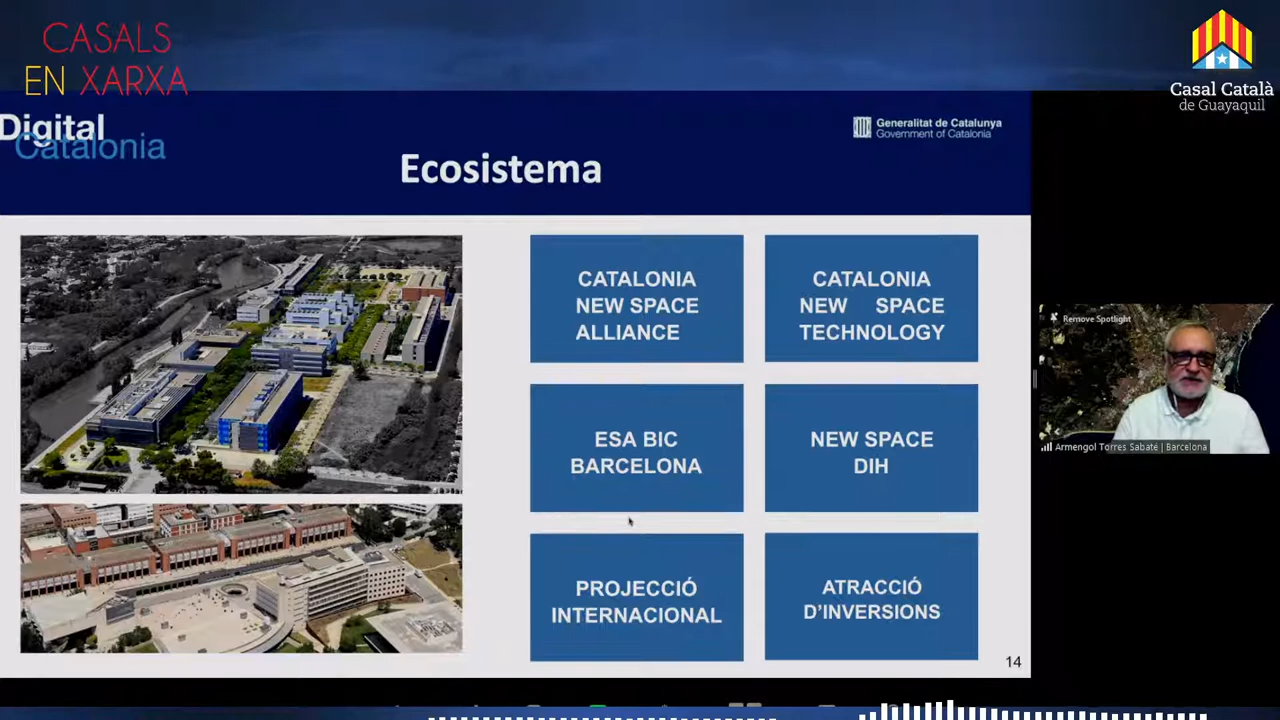 CASALS
EN XARXA
Casal Català
de Guayaquil
Digital
Catalonia
Generalitat de Catalunya
Government of Catalonia
Ecosistema
CATALONIA
NEW SPACE
ALLIANCE
CATALONIA
NEW SPACE
TECHNOLOGY
ESA BIC
BARCELONA
NEW SPACE
DIH
PROJECCIÓ
INTERNACIONAL
ATRACCIÓ
D'INVERSIONS
14
Remove Spotlight
Armengol Torres Sabaté | Barcelona